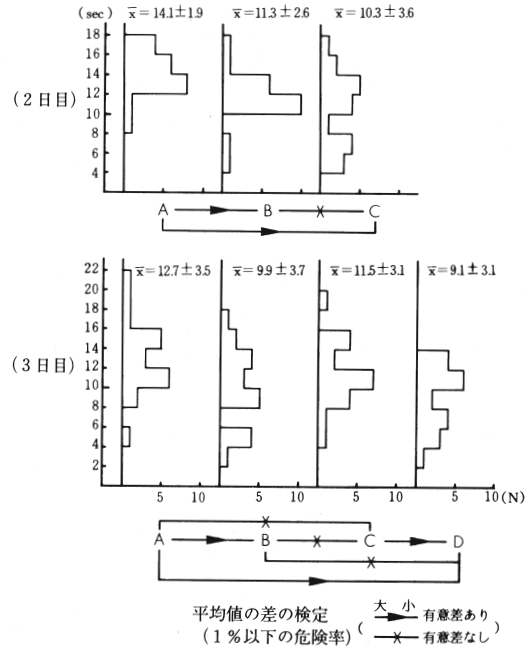 (sec) x̄=14.1±1.9 x̄=11.3±2.6 x̄=10.3±3.6
18
16
14
12
(2日目)
10
8
6
4
A B C
x̄=12.7±3.5 x̄=9.9±3.7 x̄=11.5±3.1 x̄=9.1±3.1
22
20
18
16
14
(3日目)
12
10
8
6
4
2
5 10 5 10 5 10 5 10(N)
A B C D
平均値の差の検定
(1%以下の危険率)
(大 小
有意差あり
有意差なし)